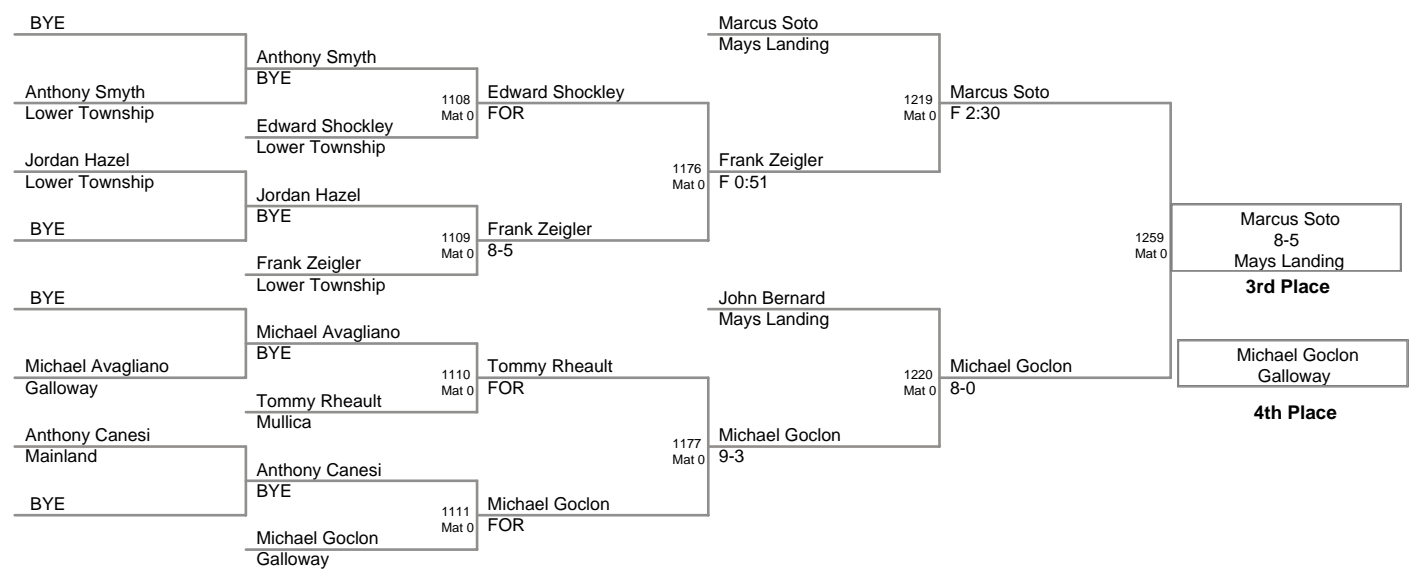 BYE
Anthony Smyth
Lower Township
Jordan Hazel
Lower Township
BYE
BYE
Michael Avagliano
Galloway
Anthony Canesi
Mainland
BYE
Anthony Smyth
BYE
1108
Mat 0
Edward Shockley
Lower Township
Jordan Hazel
BYE
1109
Mat 0
Frank Zeigler
Lower Township
Michael Avagliano
BYE
1110
Mat 0
Tommy Rheault
Mullica
Anthony Canesi
BYE
1111
Mat 0
Michael Goclon
Galloway
Edward Shockley
FOR
1176
Mat 0
Frank Zeigler
8-5
Tommy Rheault
FOR
1177
Mat 0
Michael Goclon
FOR
Marcus Soto
Mays Landing
1219
Mat 0
Frank Zeigler
F 0:51
John Bernard
Mays Landing
1220
Mat 0
Michael Goclon
9-3
Marcus Soto
F 2:30
1259
Mat 0
Michael Goclon
8-0
Marcus Soto
8-5
Mays Landing
3rd Place
Michael Goclon
Galloway
4th Place